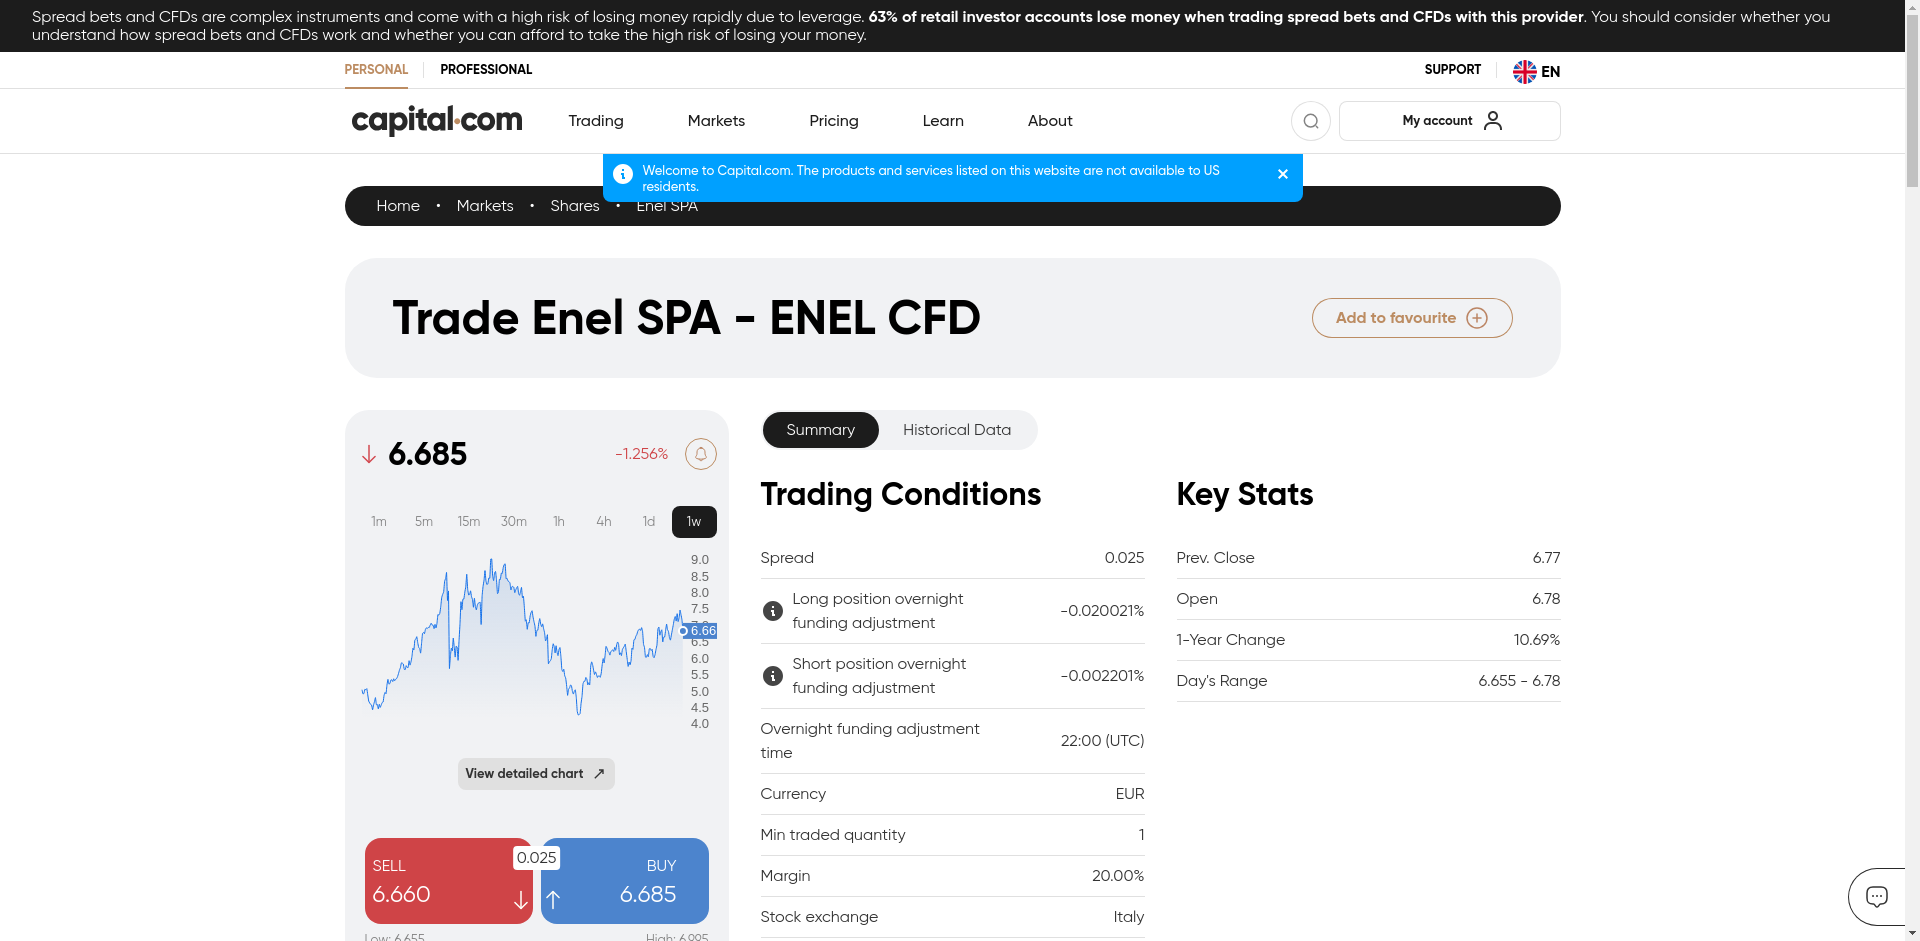 Spread bets and CFDs are complex instruments and come with a high risk of losing money rapidly due to leverage. 63% of retail investor accounts lose money when trading spread bets and CFDs with this provider. You should consider whether you
understand how spread bets and CFDs work and whether you can afford to take the high risk of losing your money.
PERSONAL PROFESSIONAL SUPPORT EN
capital.com Trading Markets Pricing Learn About My account
Welcome to Capital.com. The products and services listed on this website are not available to US
residents.
Home • Markets • Shares • Enel SPA
Trade Enel SPA - ENEL CFD
Add to favourite
6.685 -1.256%
1m 5m 15m 30m 1h 4h 1d 1w
9.0
8.5
8.0
7.5
6.66
6.5
6.0
5.5
5.0
4.5
4.0
View detailed chart
SELL 0.025 BUY
6.660 6.685
Low: 6.655 High: 6.995
Summary Historical Data
Trading Conditions
Spread 0.025
Long position overnight
funding adjustment -0.020021%
Short position overnight
funding adjustment -0.002201%
Overnight funding adjustment
time 22:00 (UTC)
Currency EUR
Min traded quantity 1
Margin 20.00%
Stock exchange Italy
Key Stats
Prev. Close 6.77
Open 6.78
1-Year Change 10.69%
Day's Range 6.655 - 6.78